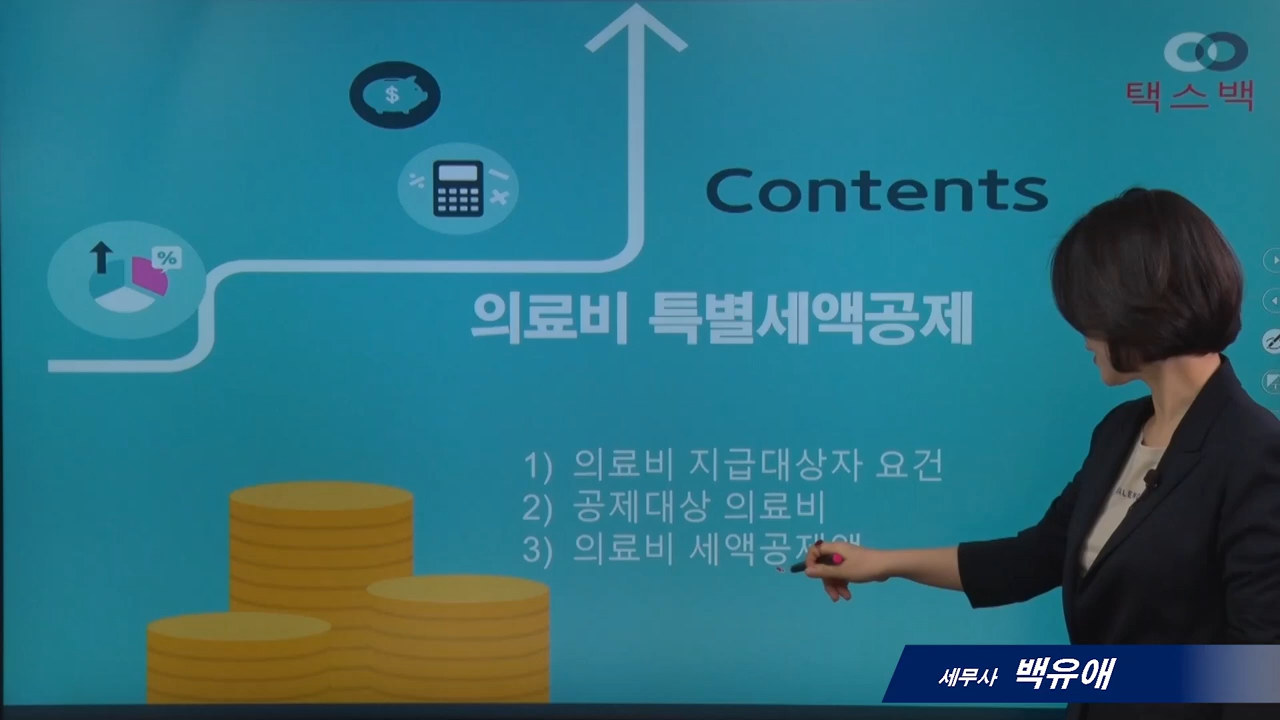 택스백
Contents
의료비 특별세액공제
1) 의료비 지급대상자 요건
2) 공제대상 의료비
3) 의료비 세액공제액
세무사 백유애